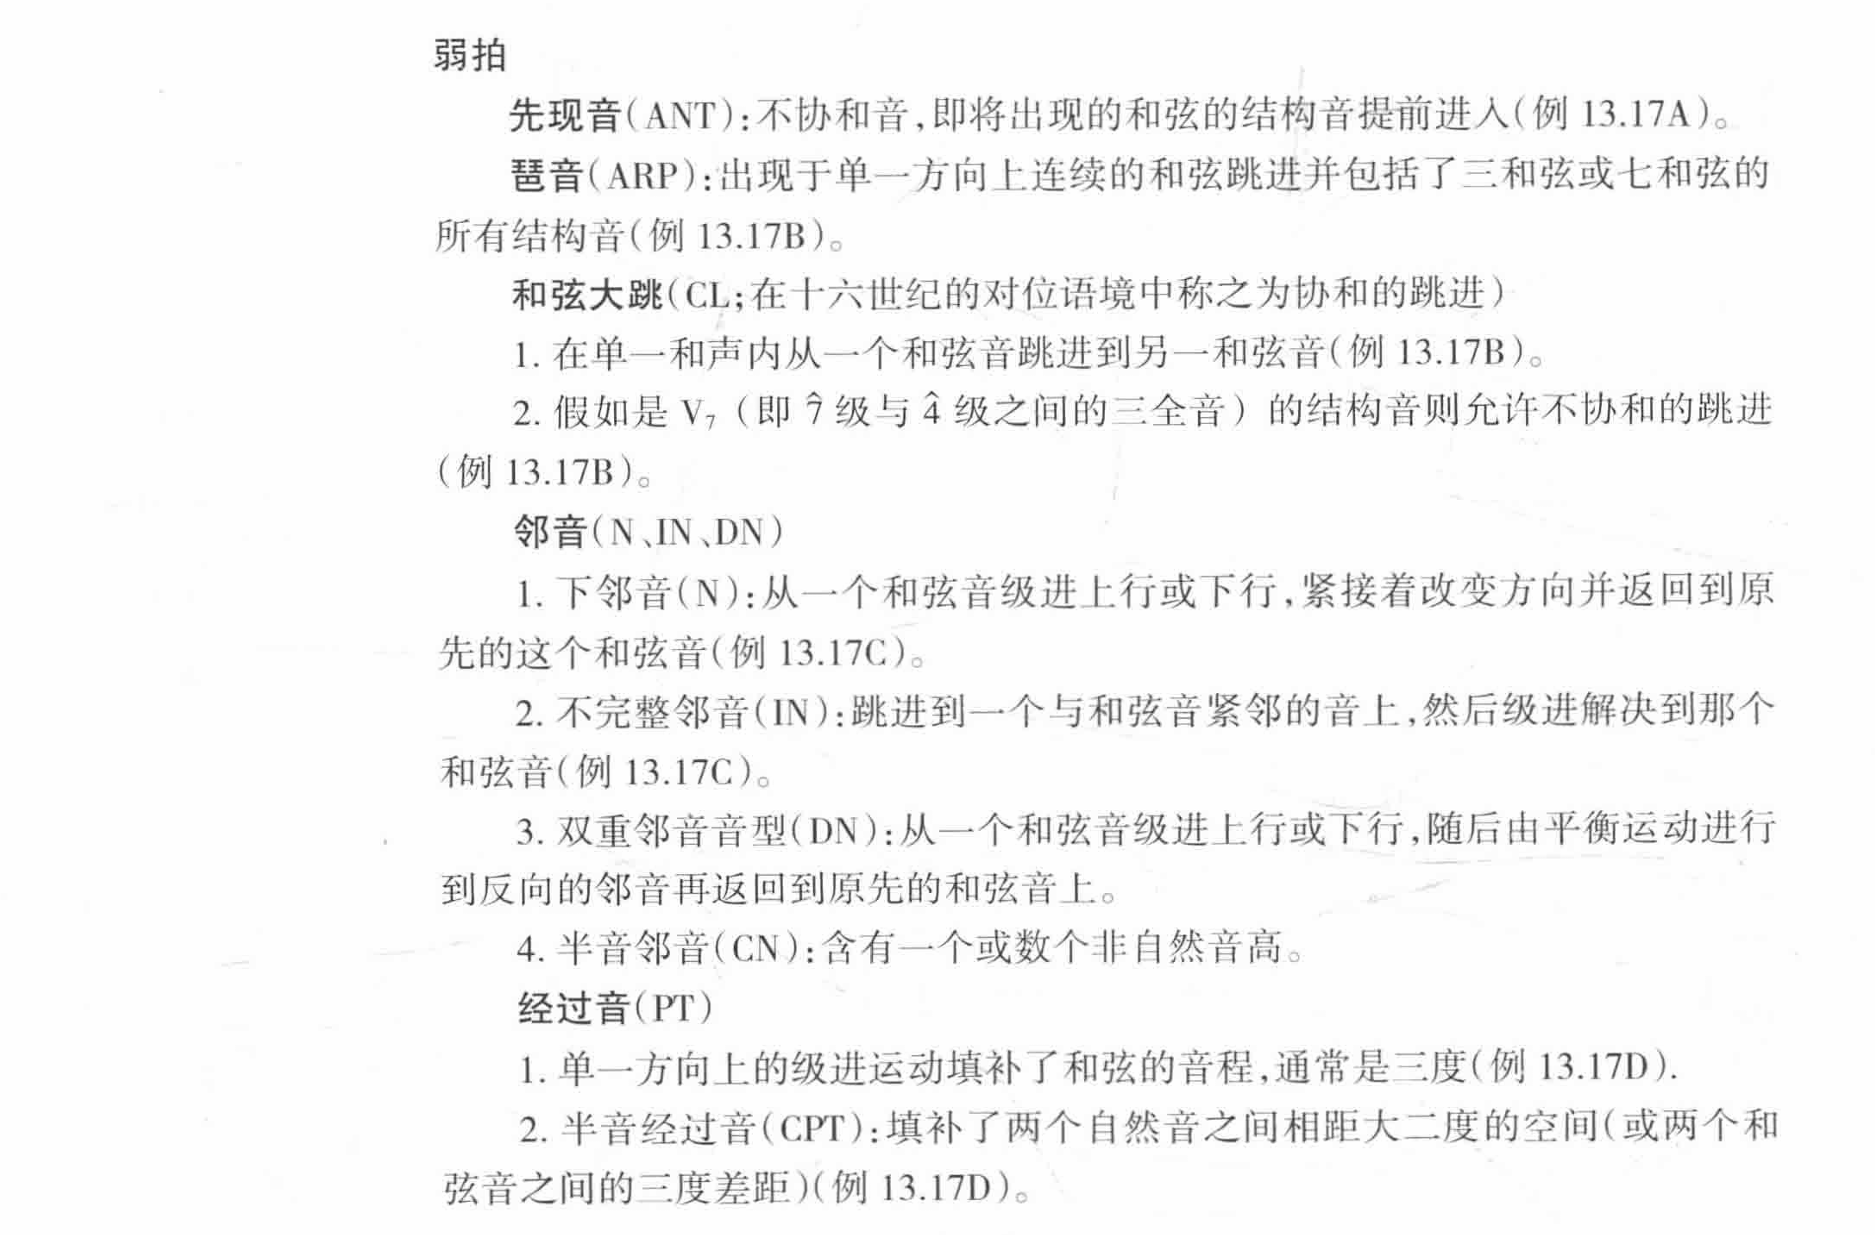 弱拍
先现音(ANT):不协和音,即将出现的和弦的结构音提前进入(例 13.17A)。
琶音(ARP):出现于单一方向上连续的和弦跳进并包括了三和弦或七和弦的
所有结构音(例 13.17B)。
和弦大跳(CL;在十六世纪的对位语境中称之为协和的跳进)
1. 在单一和声内从一个和弦音跳进到另一和弦音(例 13.17B)。
2. 假如是 V₇（即 7̂ 级与 4̂ 级之间的三全音）的结构音则允许不协和的跳进
(例 13.17B)。
邻音(N、IN、DN)
1. 下邻音(N):从一个和弦音级进上行或下行,紧接着改变方向并返回到原
先的这个和弦音(例 13.17C)。
2. 不完整邻音(IN):跳进到一个与和弦音紧邻的音上,然后级进解决到那个
和弦音(例 13.17C)。
3. 双重邻音音型(DN):从一个和弦音级进上行或下行,随后由平衡运动进行
到反向的邻音再返回到原先的和弦音上。
4. 半音邻音(CN):含有一个或数个非自然音高。
经过音(PT)
1. 单一方向上的级进运动填补了和弦的音程,通常是三度(例 13.17D).
2. 半音经过音(CPT):填补了两个自然音之间相距大二度的空间(或两个和
弦音之间的三度差距)(例 13.17D)。